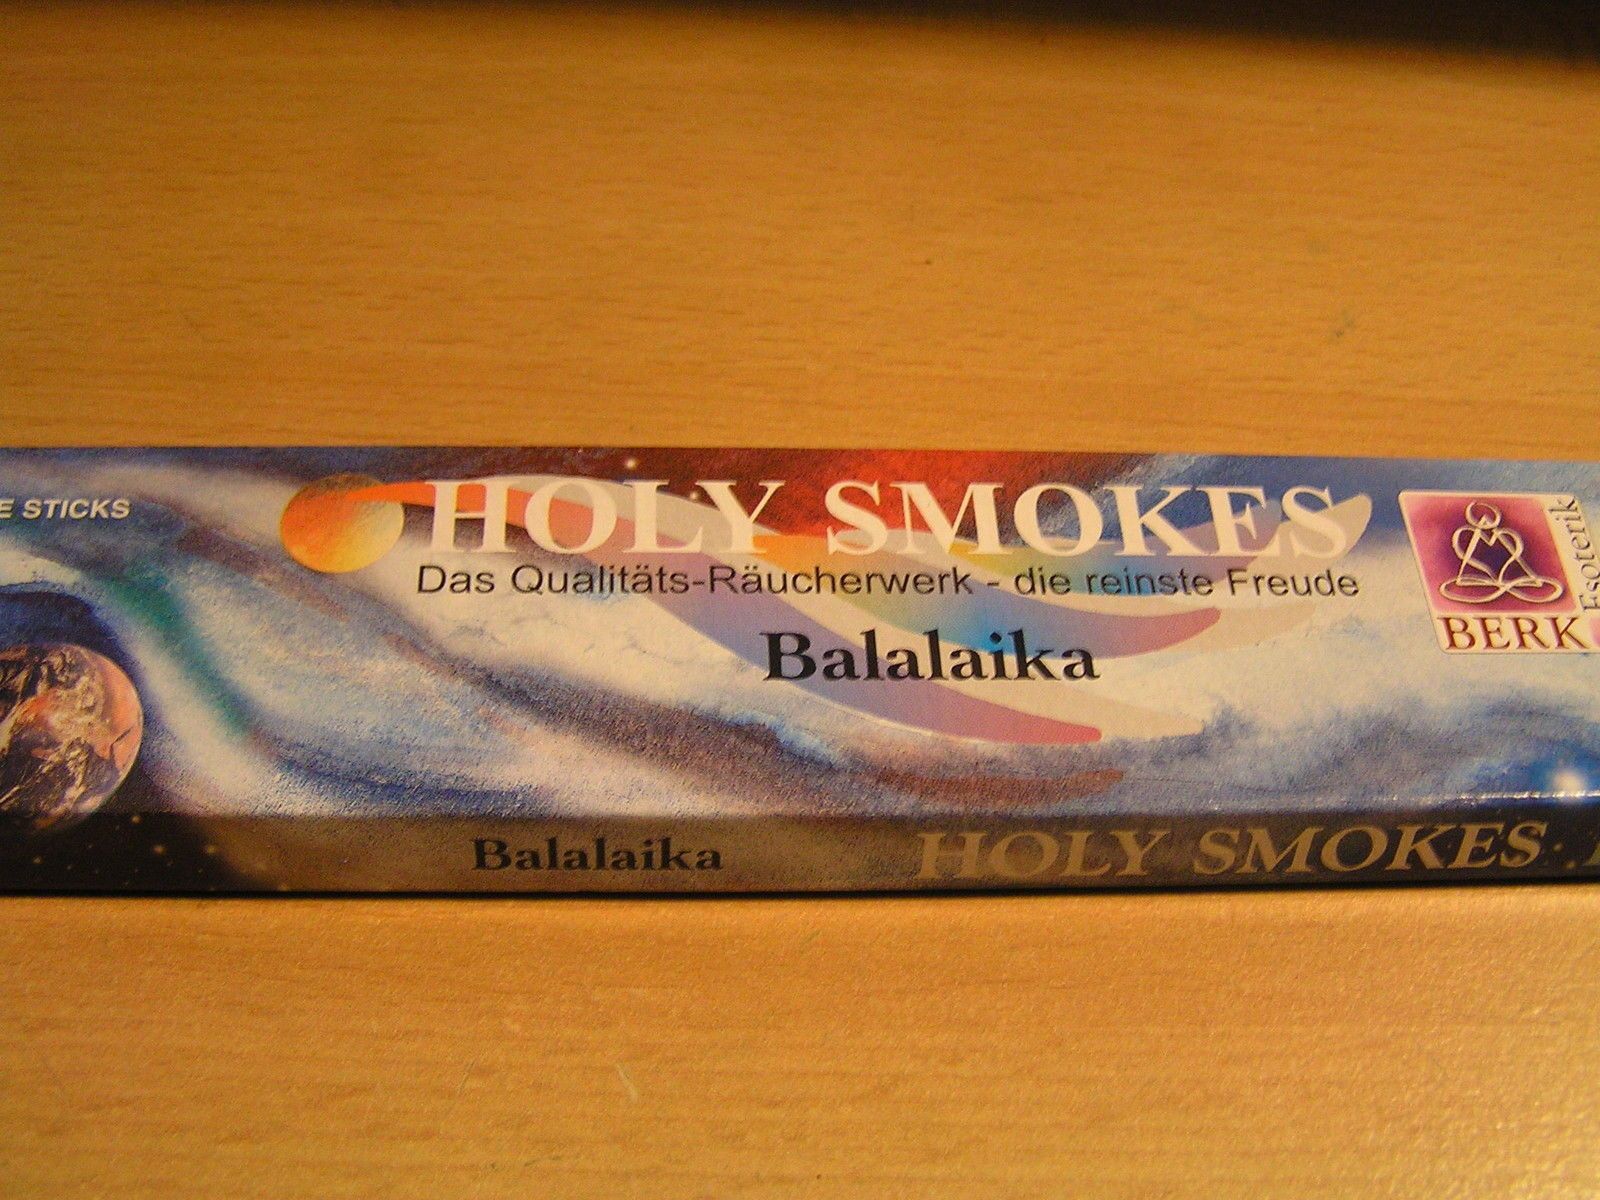 E STICKS
HOLY SMOKES
Das Qualitäts-Räucherwerk - die reinste Freude
Balalaika
Esoterik
BERK
Balalaika
HOLY SMOKES